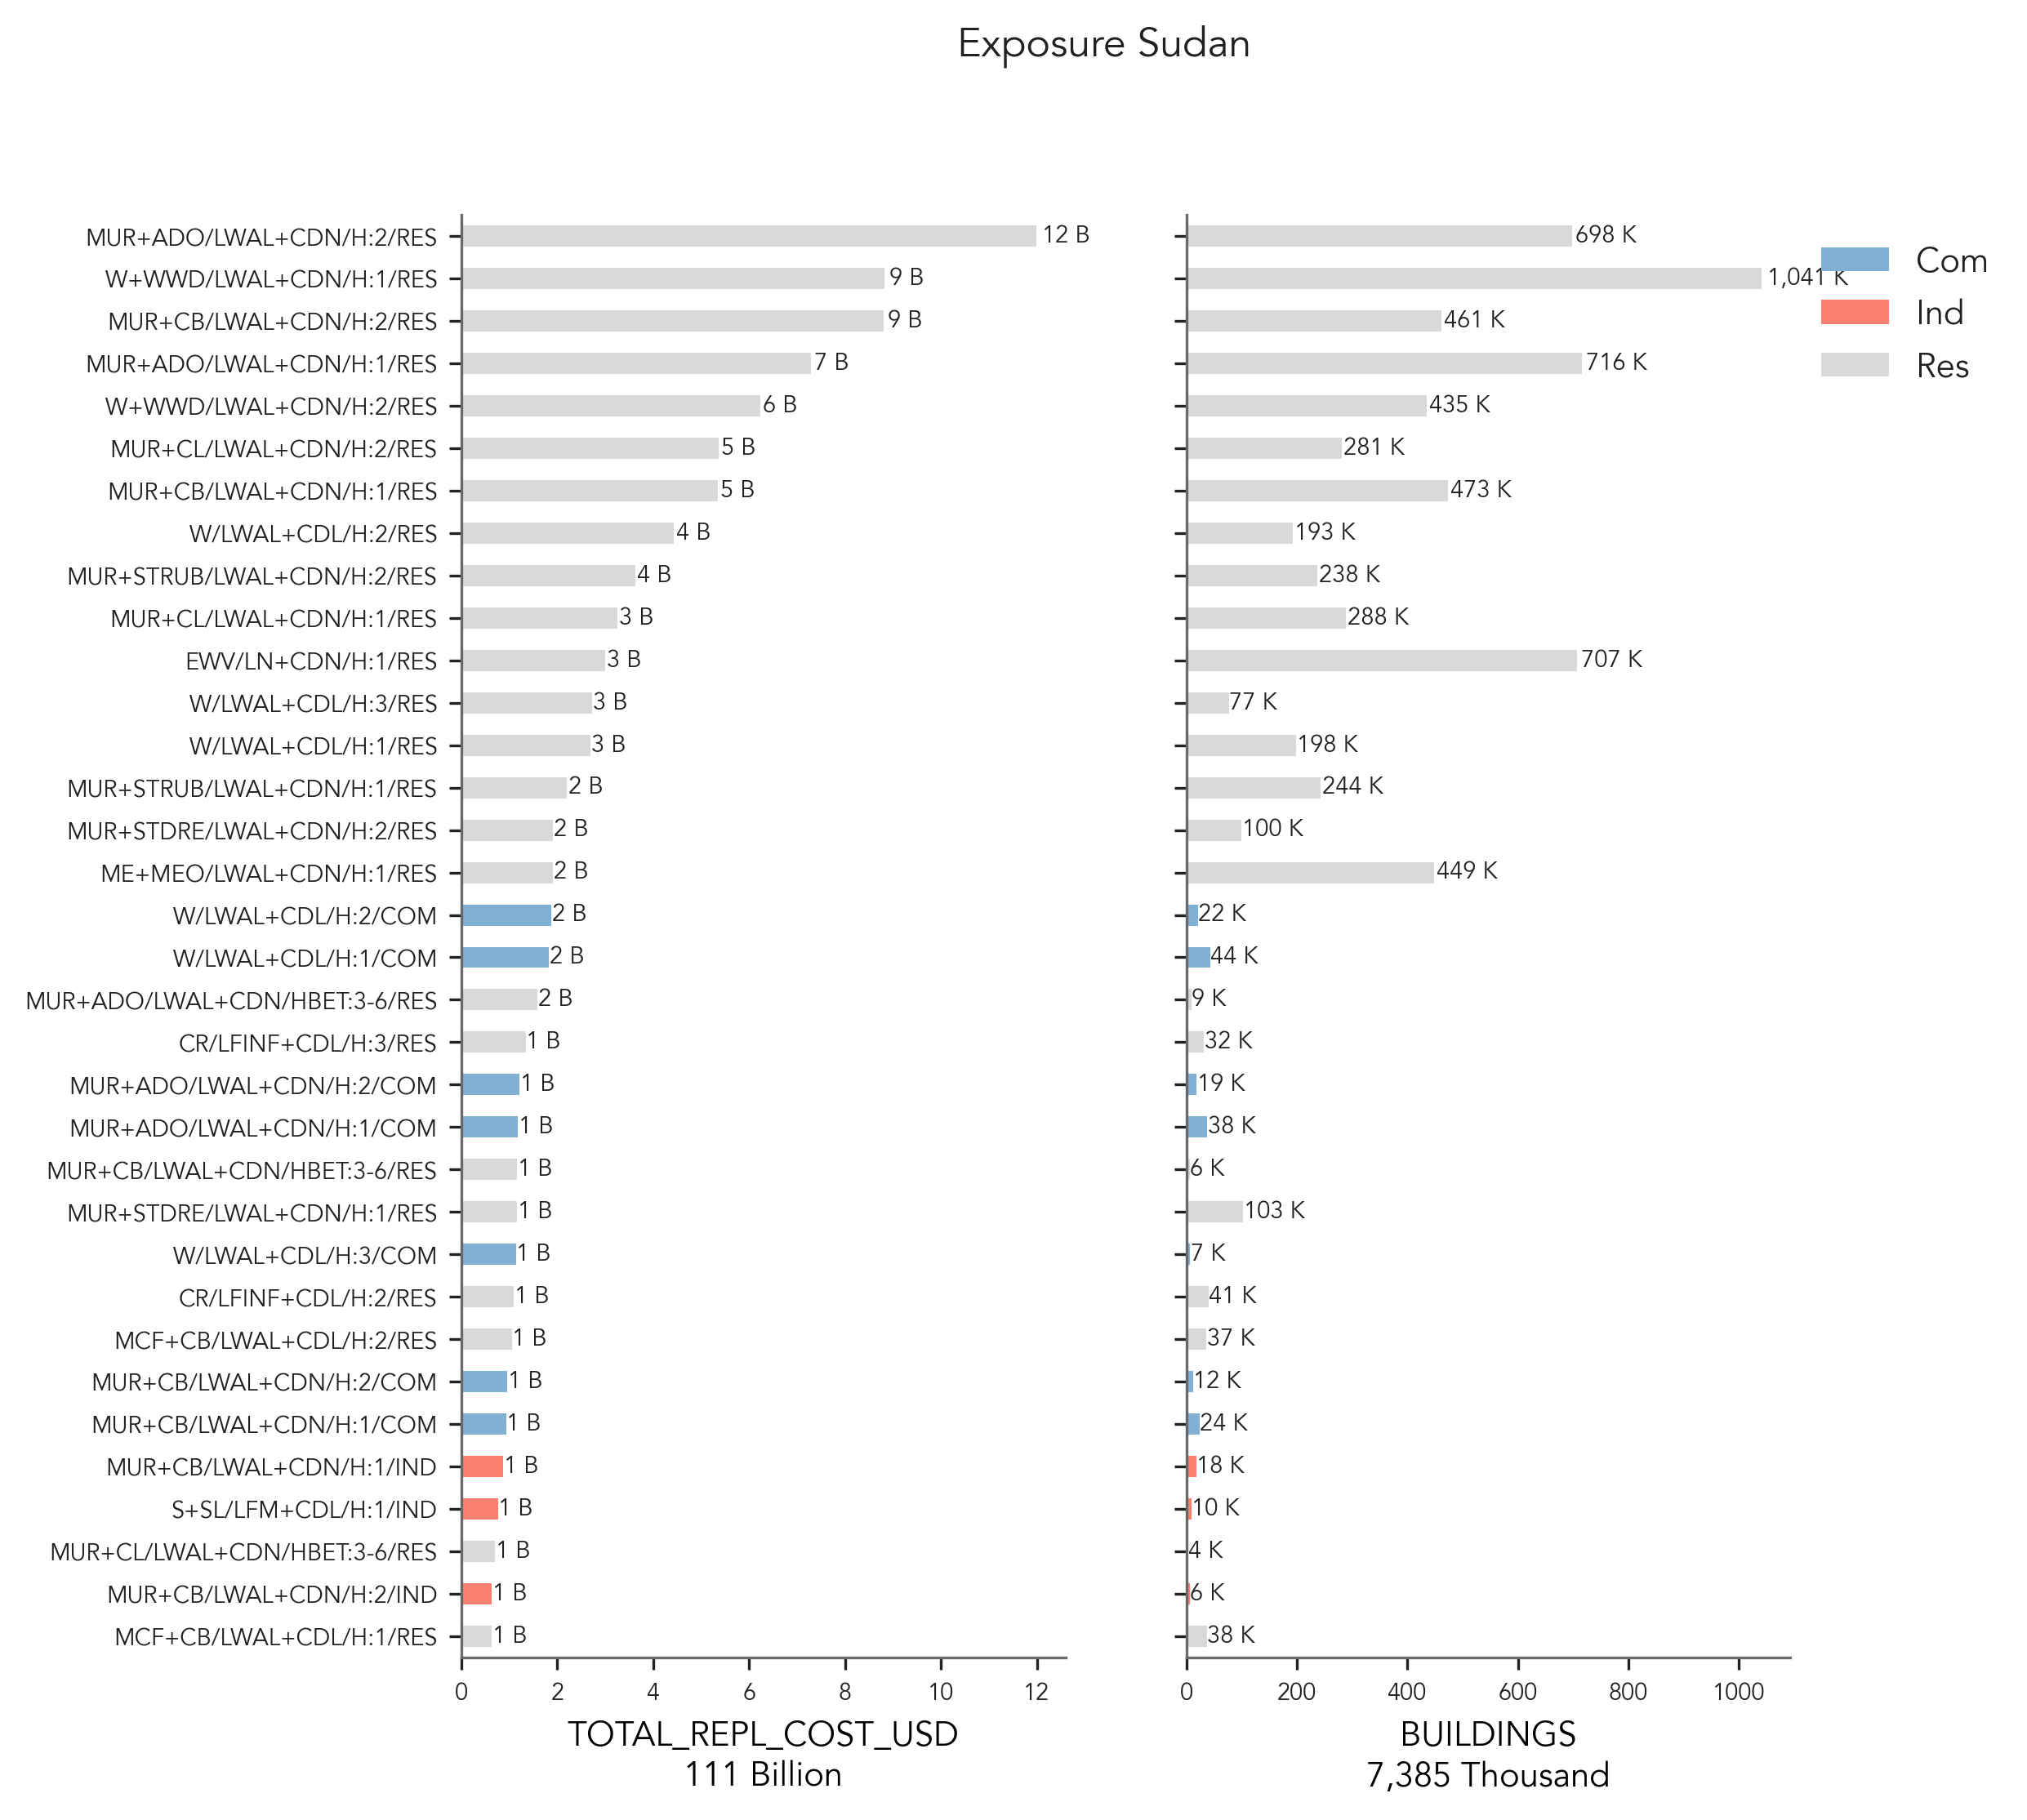 Exposure Sudan
MUR+ADO/LWAL+CDN/H:2/RES 12 B 698 K
W+WWD/LWAL+CDN/H:1/RES 9 B 1,041 K
MUR+CB/LWAL+CDN/H:2/RES 9 B 461 K
MUR+ADO/LWAL+CDN/H:1/RES 7 B 716 K
W+WWD/LWAL+CDN/H:2/RES 6 B 435 K
MUR+CL/LWAL+CDN/H:2/RES 5 B 281 K
MUR+CB/LWAL+CDN/H:1/RES 5 B 473 K
W/LWAL+CDL/H:2/RES 4 B 193 K
MUR+STRUB/LWAL+CDN/H:2/RES 4 B 238 K
MUR+CL/LWAL+CDN/H:1/RES 3 B 288 K
EWV/LN+CDN/H:1/RES 3 B 707 K
W/LWAL+CDL/H:3/RES 3 B 77 K
W/LWAL+CDL/H:1/RES 3 B 198 K
MUR+STRUB/LWAL+CDN/H:1/RES 2 B 244 K
MUR+STDRE/LWAL+CDN/H:2/RES 2 B 100 K
ME+MEO/LWAL+CDN/H:1/RES 2 B 449 K
W/LWAL+CDL/H:2/COM 2 B 22 K
W/LWAL+CDL/H:1/COM 2 B 44 K
MUR+ADO/LWAL+CDN/HBET:3-6/RES 2 B 9 K
CR/LFINF+CDL/H:3/RES 1 B 32 K
MUR+ADO/LWAL+CDN/H:2/COM 1 B 19 K
MUR+ADO/LWAL+CDN/H:1/COM 1 B 38 K
MUR+CB/LWAL+CDN/HBET:3-6/RES 1 B 6 K
MUR+STDRE/LWAL+CDN/H:1/RES 1 B 103 K
W/LWAL+CDL/H:3/COM 1 B 7 K
CR/LFINF+CDL/H:2/RES 1 B 41 K
MCF+CB/LWAL+CDL/H:2/RES 1 B 37 K
MUR+CB/LWAL+CDN/H:2/COM 1 B 12 K
MUR+CB/LWAL+CDN/H:1/COM 1 B 24 K
MUR+CB/LWAL+CDN/H:1/IND 1 B 18 K
S+SL/LFM+CDL/H:1/IND 1 B 10 K
MUR+CL/LWAL+CDN/HBET:3-6/RES 1 B 4 K
MUR+CB/LWAL+CDN/H:2/IND 1 B 6 K
MCF+CB/LWAL+CDL/H:1/RES 1 B 38 K
0 2 4 6 8 10 12
TOTAL_REPL_COST_USD
111 Billion
0 200 400 600 800 1000
BUILDINGS
7,385 Thousand
Com
Ind
Res